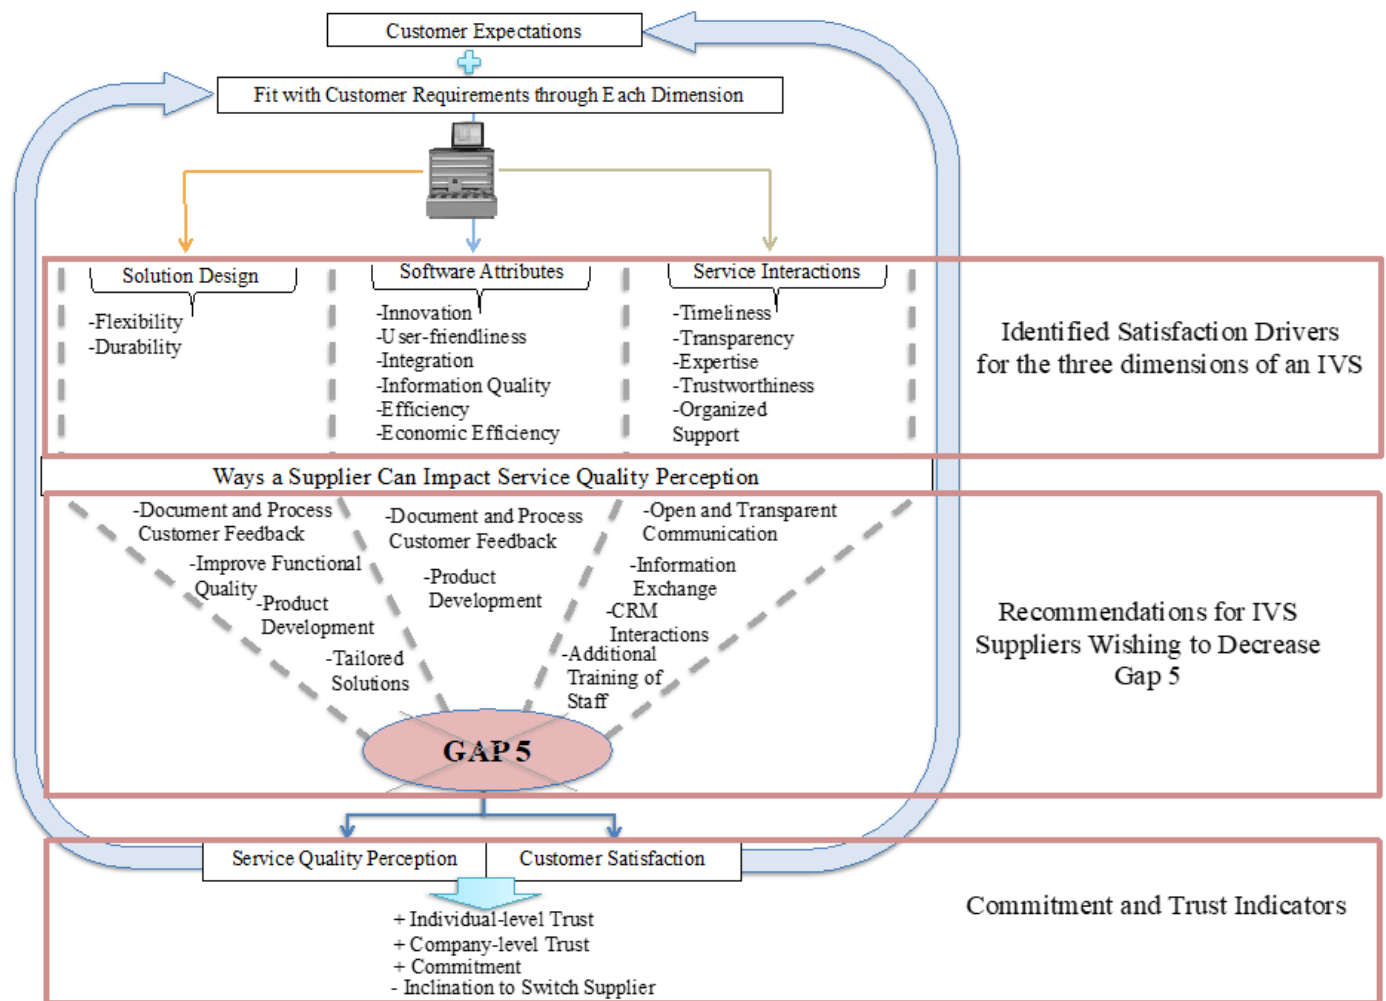 Customer Expectations
Fit with Customer Requirements through Each Dimension
Solution Design
-Flexibility
-Durability
Software Attributes
-Innovation
-User-friendliness
-Integration
-Information Quality
-Efficiency
-Economic Efficiency
Service Interactions
-Timeliness
-Transparency
-Expertise
-Trustworthiness
-Organized
Support
Identified Satisfaction Drivers
for the three dimensions of an IVS
Ways a Supplier Can Impact Service Quality Perception
-Document and Process
Customer Feedback
-Improve Functional
Quality
-Product
Development
-Tailored
Solutions
-Document and Process
Customer Feedback
-Product
Development
-Open and Transparent
Communication
-Information
Exchange
-CRM
Interactions
-Additional
Training of
Staff
Recommendations for IVS
Suppliers Wishing to Decrease
Gap 5
GAP 5
Service Quality Perception
Customer Satisfaction
+ Individual-level Trust
+ Company-level Trust
+ Commitment
- Inclination to Switch Supplier
Commitment and Trust Indicators